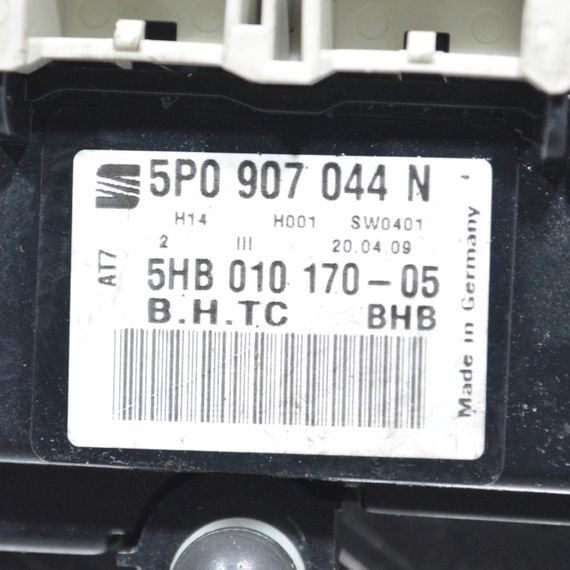 5P0 907 044 N
H14 H001 SW0401
2 III 20.04.09
AT7
5HB 010 170-05
B.H.TC BHB
Made in Germany